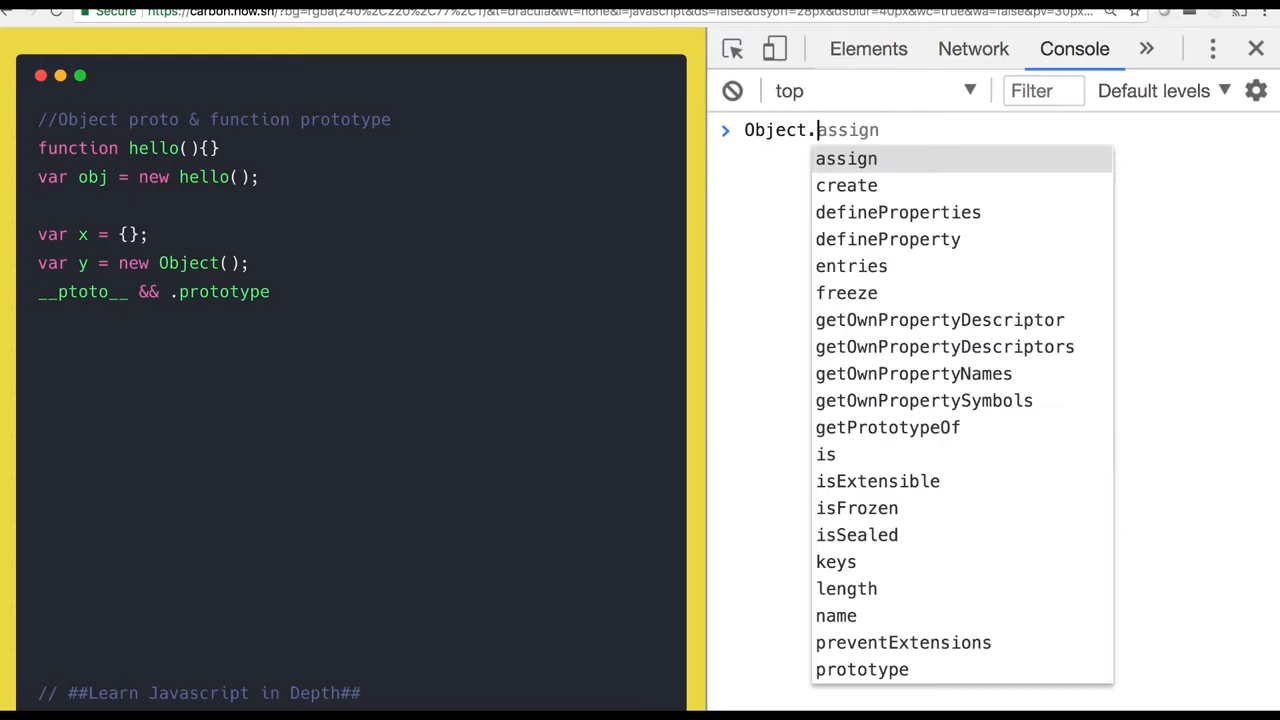 Secure
https://carbon.now.sh/?bg=rgba(240%2C220%2C77%2C1)&t=dracula&wt=none&l=javascript&ds=false&dsyoff=28px&dsblur=40px&wc=true&wa=false&pv=30px...
//Object proto & function prototype
function hello(){}
var obj = new hello();
var x = {};
var y = new Object();
__ptoto__ && .prototype
// ##Learn Javascript in Depth##
Elements Network Console
top Filter Default levels
Object.assign
assign
create
defineProperties
defineProperty
entries
freeze
getOwnPropertyDescriptor
getOwnPropertyDescriptors
getOwnPropertyNames
getOwnPropertySymbols
getPrototypeOf
is
isExtensible
isFrozen
isSealed
keys
length
name
preventExtensions
prototype